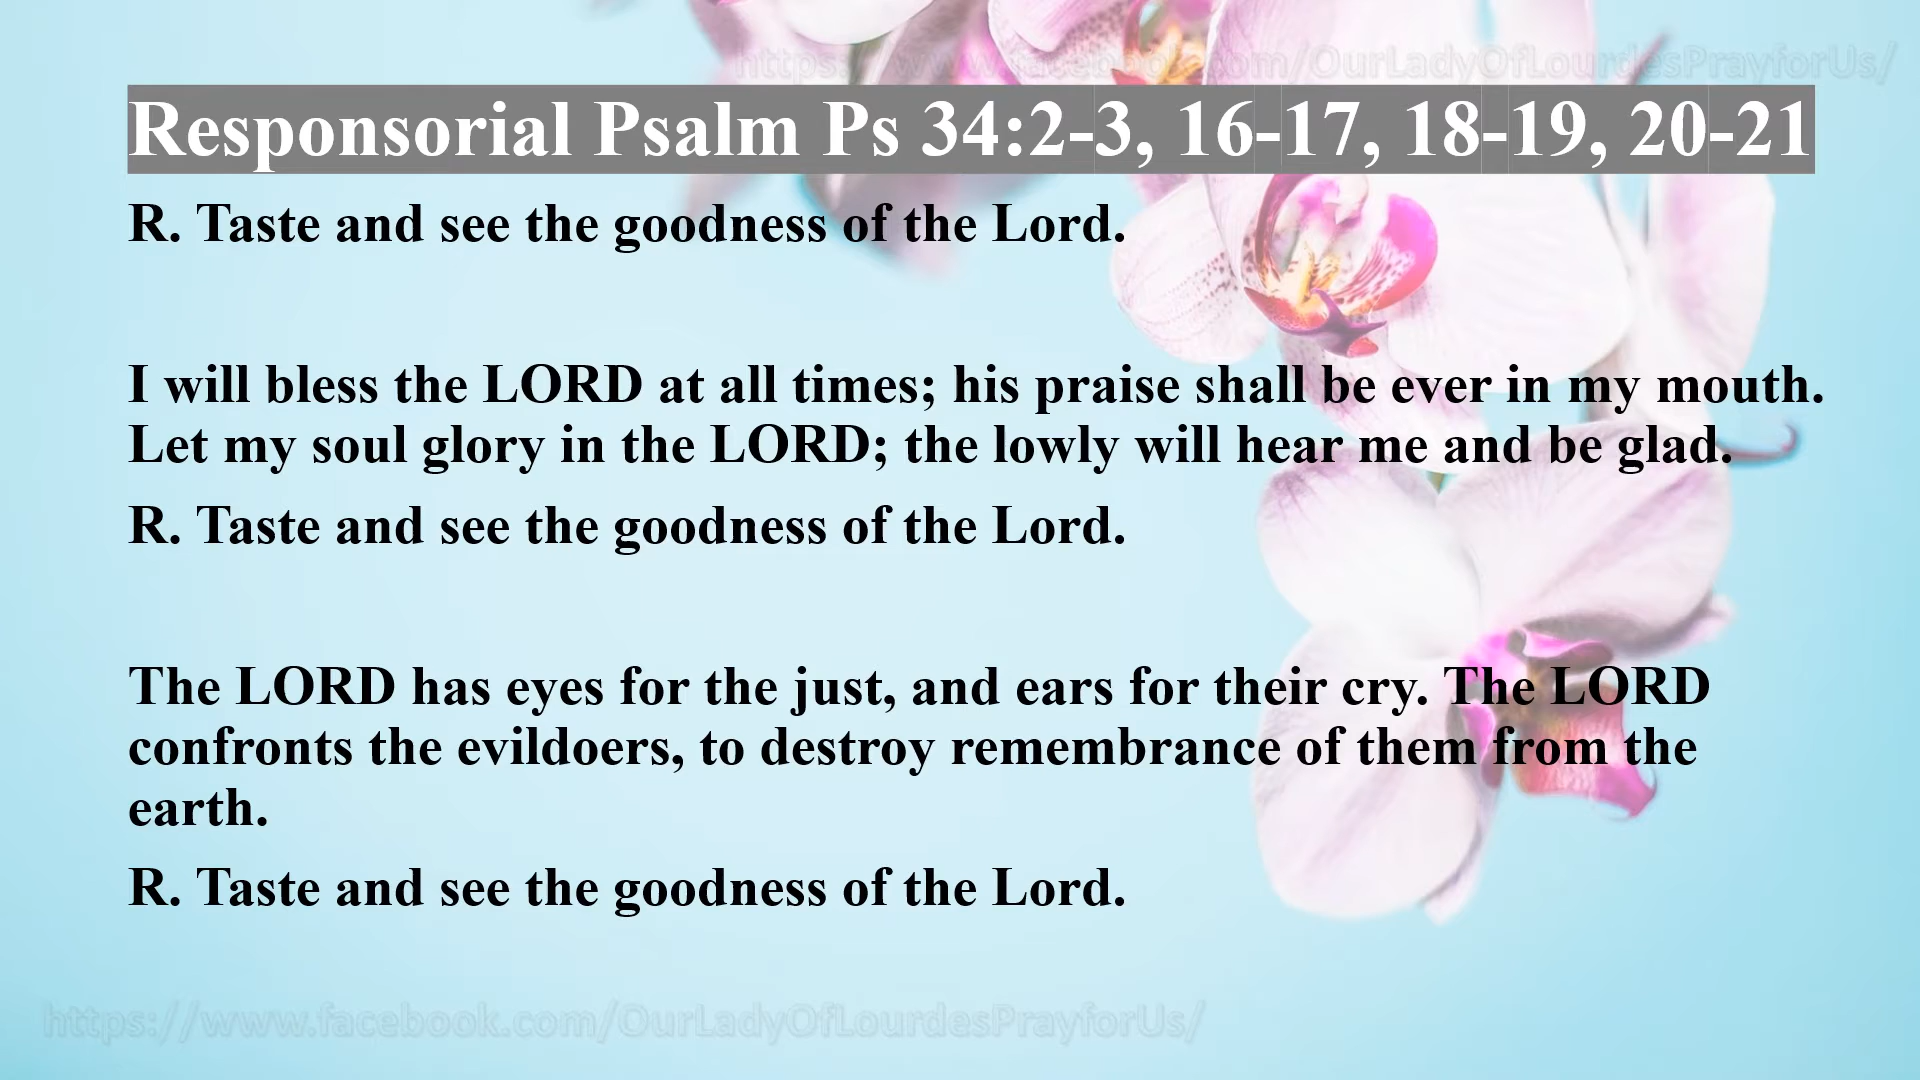 https://www.facebook.com/OurLadyOfLourdesPrayforUs/
Responsorial Psalm Ps 34:2-3, 16-17, 18-19, 20-21
R. Taste and see the goodness of the Lord.
I will bless the LORD at all times; his praise shall be ever in my mouth.
Let my soul glory in the LORD; the lowly will hear me and be glad.
R. Taste and see the goodness of the Lord.
The LORD has eyes for the just, and ears for their cry. The LORD
confronts the evildoers, to destroy remembrance of them from the
earth.
R. Taste and see the goodness of the Lord.
https://www.facebook.com/OurLadyOfLourdesPrayforUs/